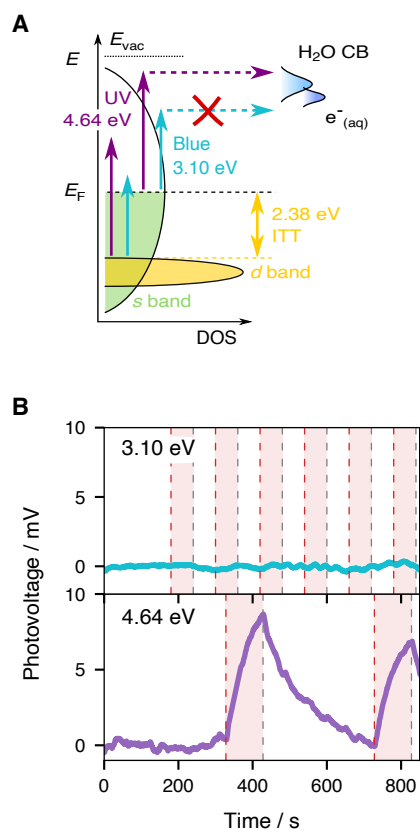 A
E
Evac
H2O CB
UV
4.64 eV
e-(aq)
Blue
3.10 eV
EF
2.38 eV
ITT
d band
s band
DOS
B
Photovoltage / mV
10
3.10 eV
5
0
10
4.64 eV
5
0
0 200 400 600 800
Time / s